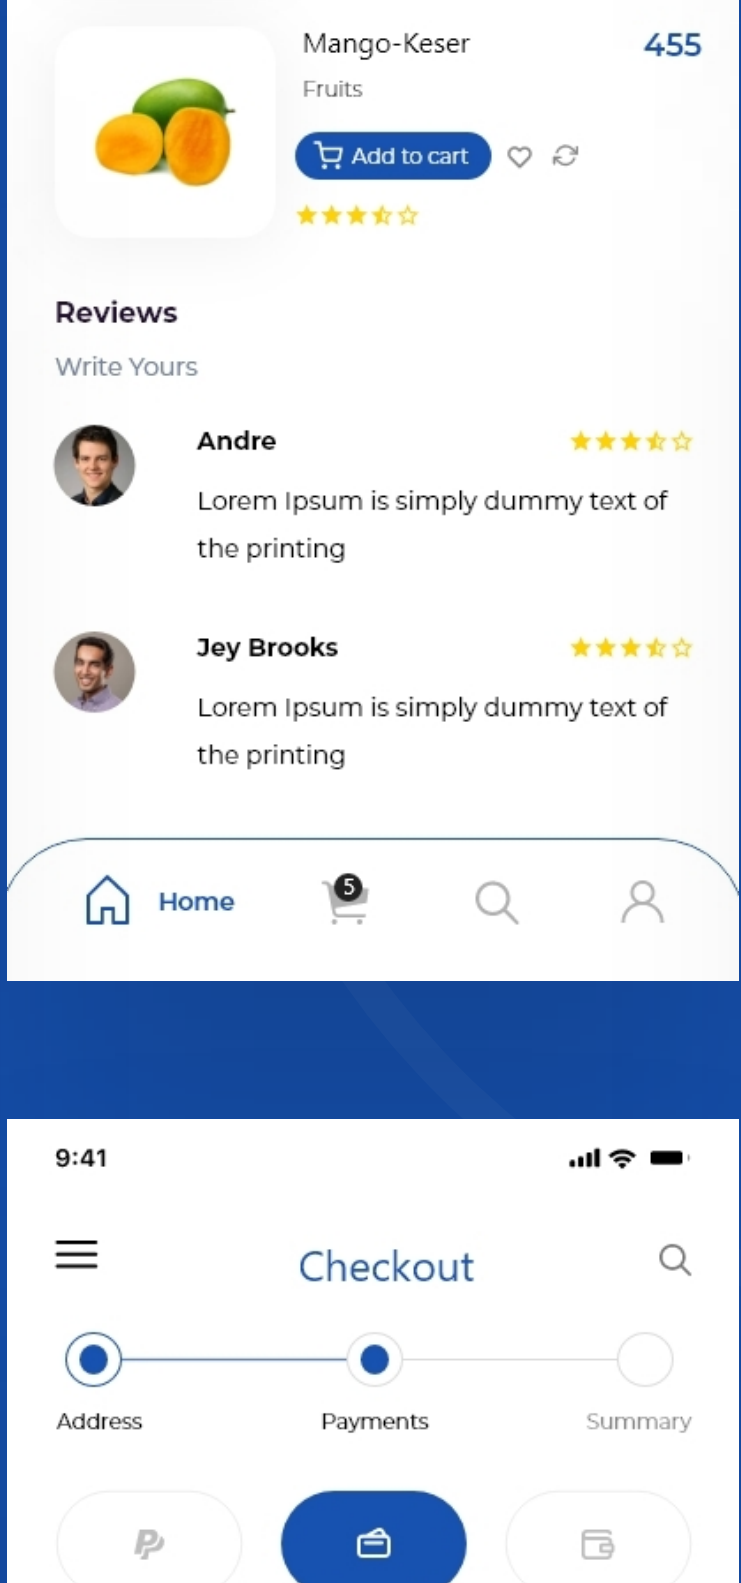 Mango-Keser
455
Fruits
Add to cart
Reviews
Write Yours
Andre
Lorem Ipsum is simply dummy text of
the printing
Jey Brooks
Lorem Ipsum is simply dummy text of
the printing
Home
5
9:41
Checkout
Address
Payments
Summary